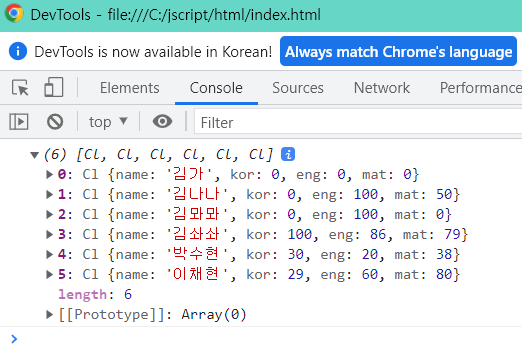 DevTools - file:///C:/jscript/html/index.html
DevTools is now available in Korean! Always match Chrome's language
Elements Console Sources Network Performance
top Filter
(6) [Cl, Cl, Cl, Cl, Cl, Cl]
0: Cl {name: '김가', kor: 0, eng: 0, mat: 0}
1: Cl {name: '김나나', kor: 0, eng: 100, mat: 50}
2: Cl {name: '김뫄뫄', kor: 0, eng: 100, mat: 0}
3: Cl {name: '김솨솨', kor: 100, eng: 86, mat: 79}
4: Cl {name: '박수현', kor: 30, eng: 20, mat: 38}
5: Cl {name: '이채현', kor: 29, eng: 60, mat: 80}
length: 6
[[Prototype]]: Array(0)